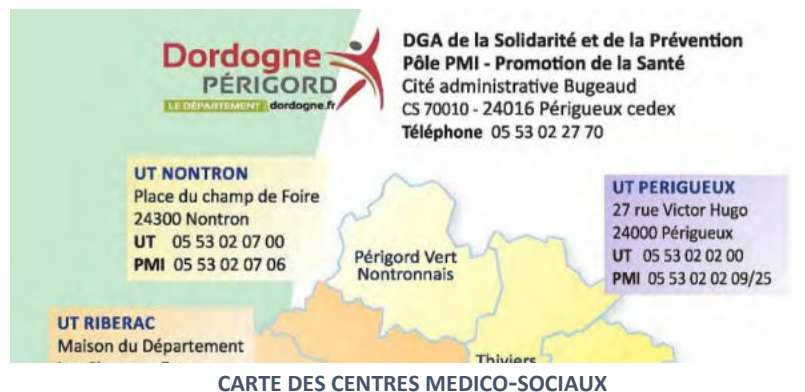 Dordogne
PÉRIGORD
LE DÉPARTEMENT dordogne.fr
DGA de la Solidarité et de la Prévention
Pôle PMI - Promotion de la Santé
Cité administrative Bugeaud
CS 70010 - 24016 Périgueux cedex
Téléphone 05 53 02 27 70
UT NONTRON
Place du champ de Foire
24300 Nontron
UT 05 53 02 07 00
PMI 05 53 02 07 06
UT PERIGUEUX
27 rue Victor Hugo
24000 Périgueux
UT 05 53 02 02 00
PMI 05 53 02 02 09/25
Périgord Vert
Nontronnais
UT RIBERAC
Maison du Département
Thiviers
CARTE DES CENTRES MEDICO-SOCIAUX